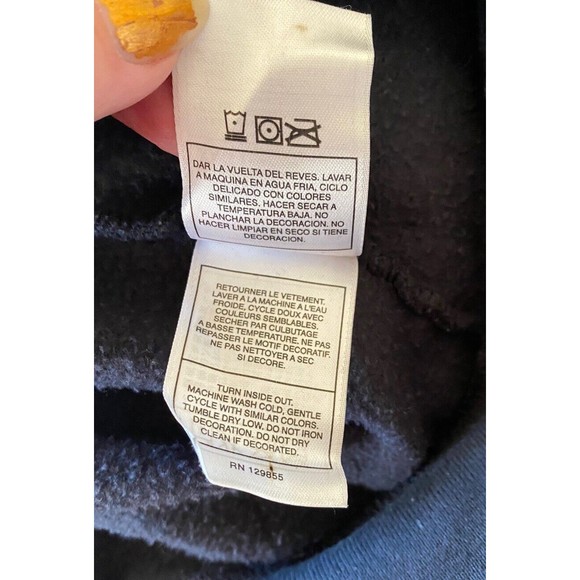 DAR LA VUELTA DEL REVES. LAVAR
A MAQUINA EN AGUA FRIA, CICLO
DELICADO CON COLORES
SIMILARES. HACER SECAR A
TEMPERATURA BAJA. NO
PLANCHAR LA DECORACION. NO
HACER LIMPIAR EN SECO SI TIENE
DECORACION.
RETOURNER LE VETEMENT.
LAVER A LA MACHINE A L'EAU
FROIDE, CYCLE DOUX AVEC
COULEURS SEMBLABLES.
SECHER PAR CULBUTAGE
A BASSE TEMPERATURE. NE PAS
REPASSER LE MOTIF DECORATIF.
NE PAS NETTOYER A SEC
SI DECORE.
TURN INSIDE OUT.
MACHINE WASH COLD, GENTLE
CYCLE WITH SIMILAR COLORS.
TUMBLE DRY LOW. DO NOT IRON
DECORATION. DO NOT DRY
CLEAN IF DECORATED.
RN 129855